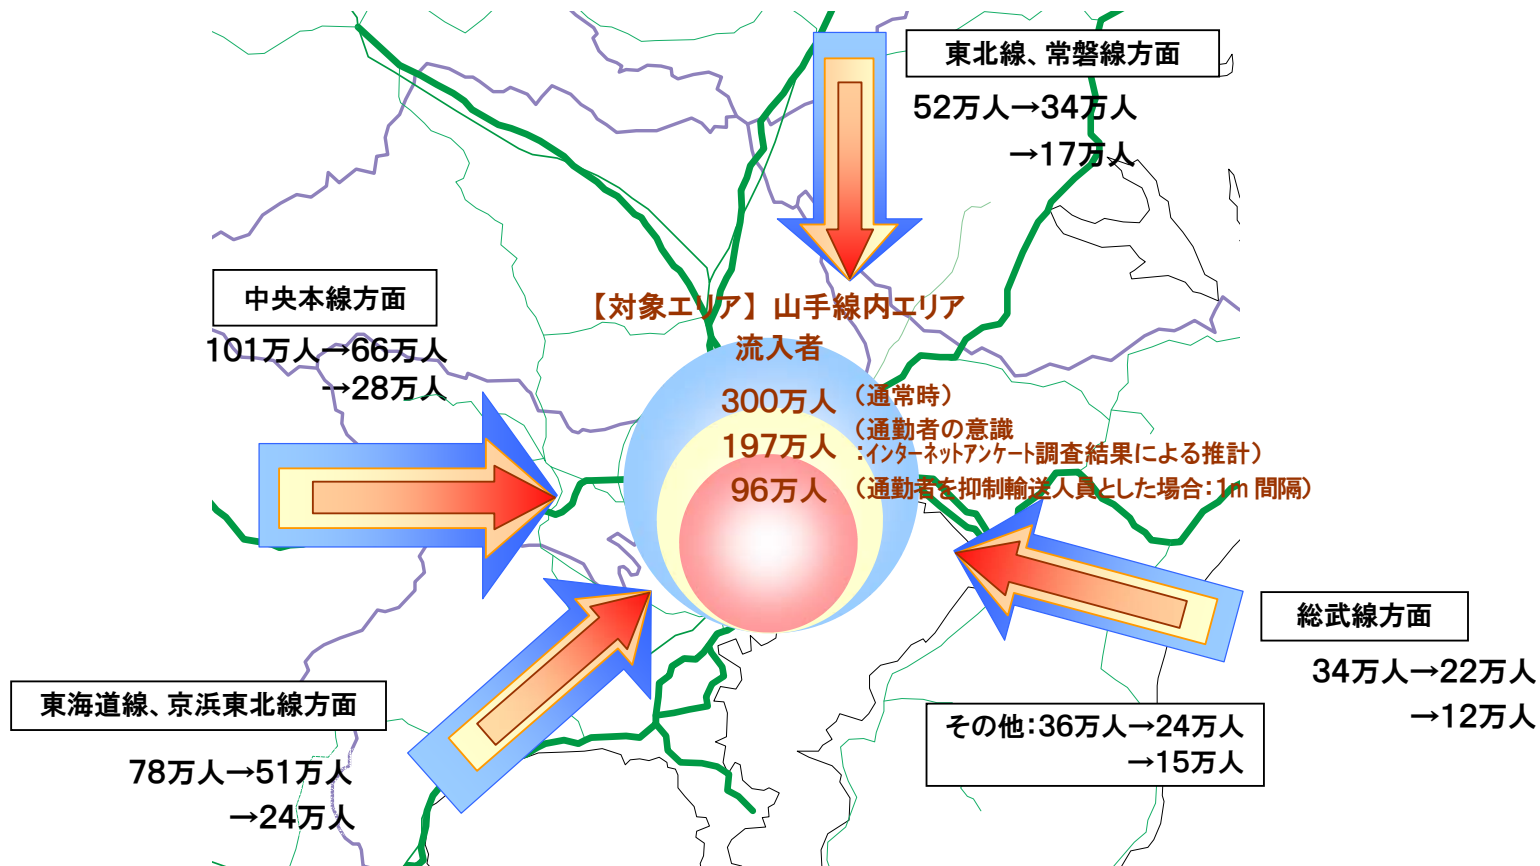 東北線、常磐線方面
52万人→34万人
→17万人
中央本線方面
101万人→66万人
→28万人
【対象エリア】山手線内エリア
流入者
300万人（通常時）
197万人（通勤者の意識
：インターネットアンケート調査結果による推計）
96万人（通勤者を抑制輸送人員とした場合：1m 間隔）
総武線方面
34万人→22万人
→12万人
東海道線、京浜東北線方面
78万人→51万人
→24万人
その他：36万人→24万人
→15万人